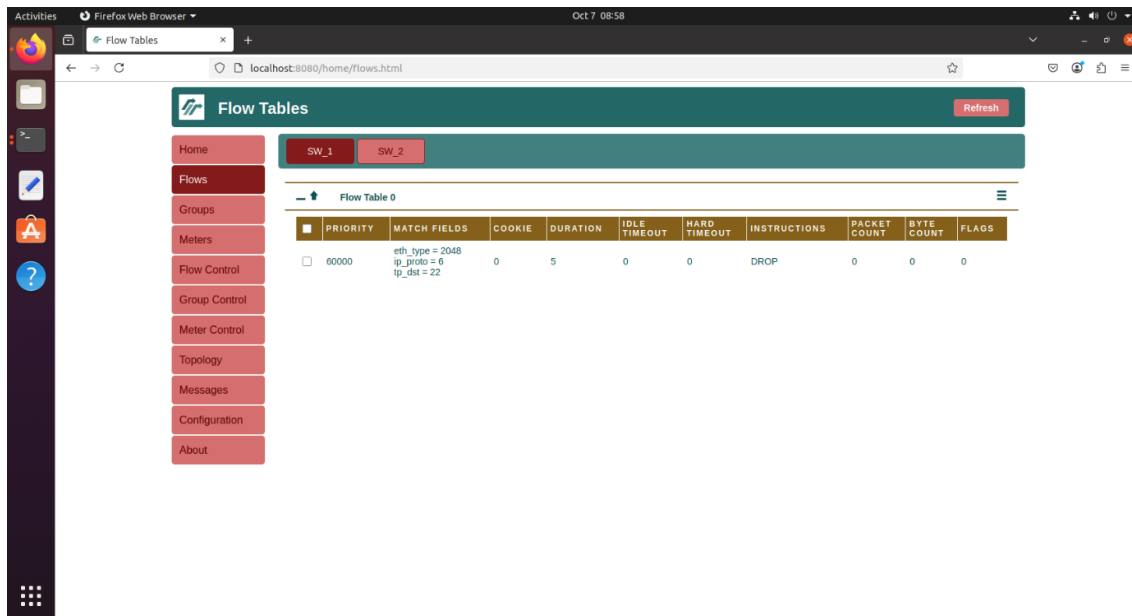 Activities Firefox Web Browser Oct 7 08:58
Flow Tables
localhost:8080/home/flows.html
Flow Tables Refresh
Home
Flows
Groups
Meters
Flow Control
Group Control
Meter Control
Topology
Messages
Configuration
About
SW_1 SW_2
Flow Table 0
PRIORITY MATCH FIELDS COOKIE DURATION IDLE TIMEOUT HARD TIMEOUT INSTRUCTIONS PACKET COUNT BYTE COUNT FLAGS
60000 eth_type = 2048 0 5 0 0 DROP 0 0 0
ip_proto = 6
tp_dst = 22